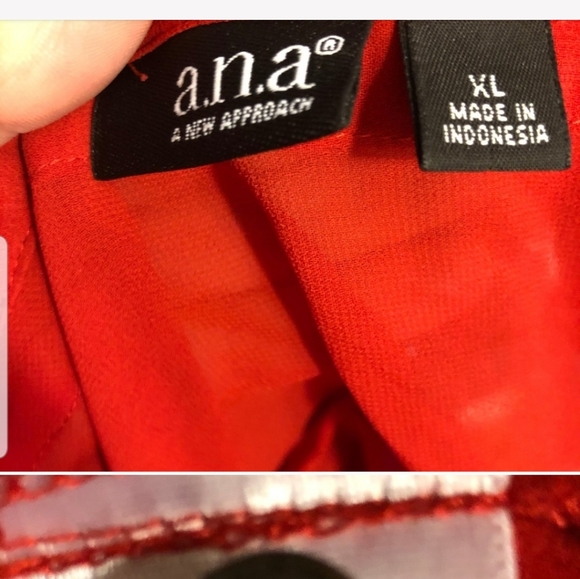 a.n.a®
A NEW APPROACH
XL
MADE IN
INDONESIA